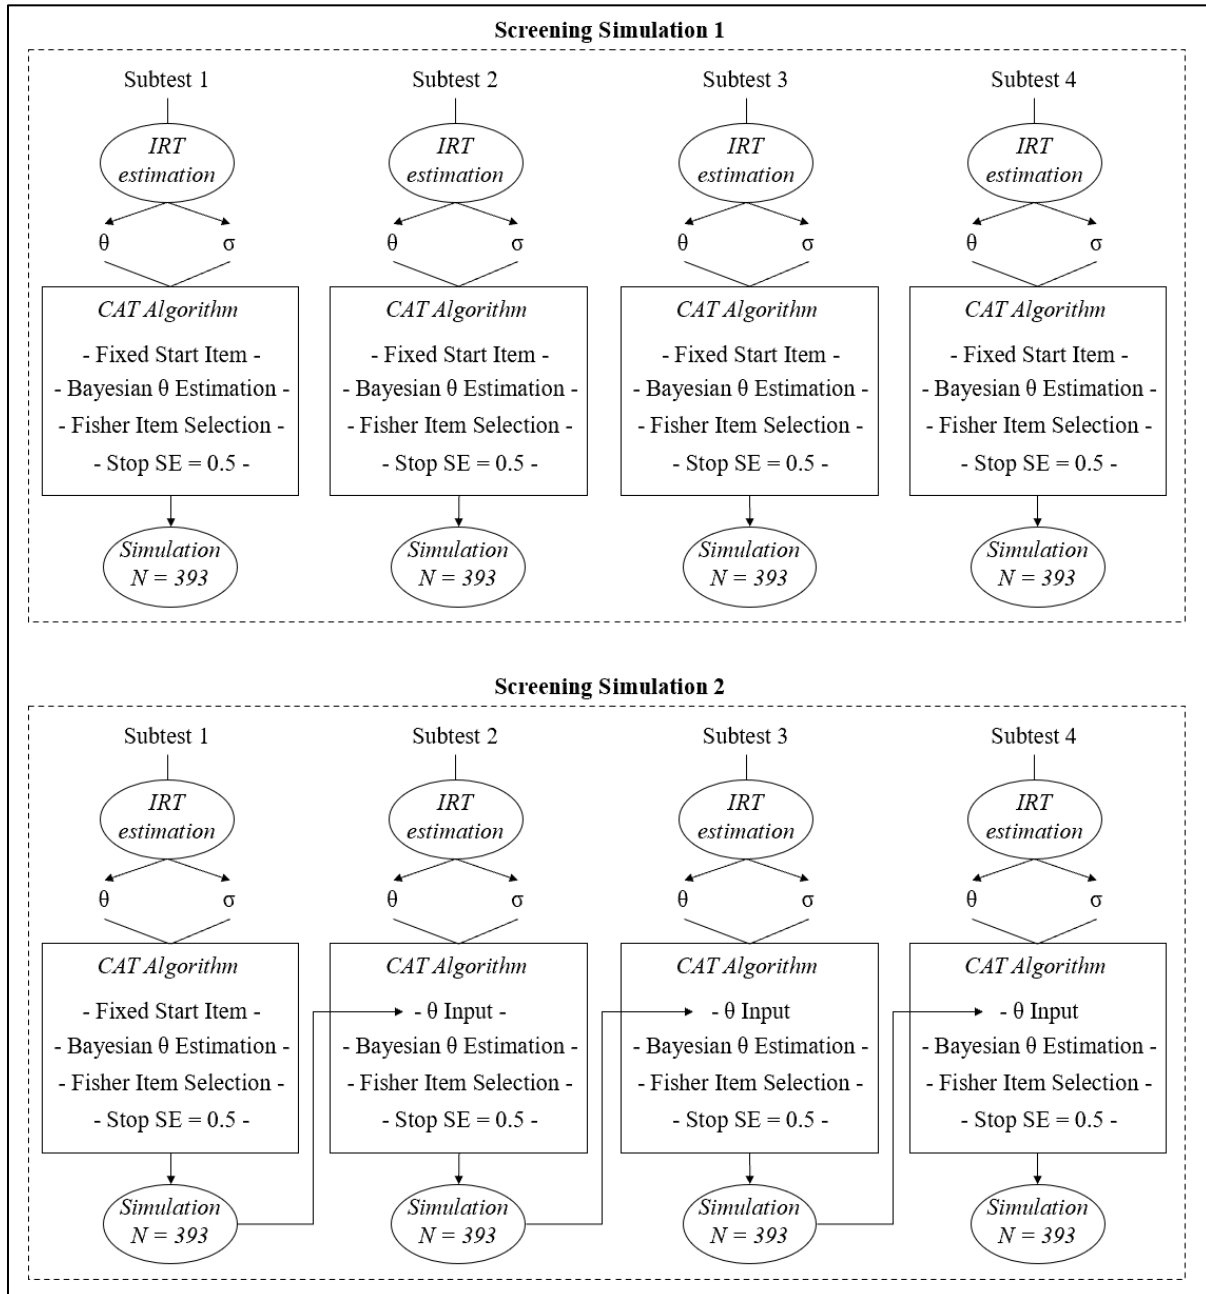 Screening Simulation 1
Subtest 1
Subtest 2
Subtest 3
Subtest 4
IRT
estimation
IRT
estimation
IRT
estimation
IRT
estimation
θ
σ
θ
σ
θ
σ
θ
σ
CAT Algorithm
- Fixed Start Item -
- Bayesian θ Estimation -
- Fisher Item Selection -
- Stop SE = 0.5 -
CAT Algorithm
- Fixed Start Item -
- Bayesian θ Estimation -
- Fisher Item Selection -
- Stop SE = 0.5 -
CAT Algorithm
- Fixed Start Item -
- Bayesian θ Estimation -
- Fisher Item Selection -
- Stop SE = 0.5 -
CAT Algorithm
- Fixed Start Item -
- Bayesian θ Estimation -
- Fisher Item Selection -
- Stop SE = 0.5 -
Simulation
N = 393
Simulation
N = 393
Simulation
N = 393
Simulation
N = 393
Screening Simulation 2
Subtest 1
Subtest 2
Subtest 3
Subtest 4
IRT
estimation
IRT
estimation
IRT
estimation
IRT
estimation
θ
σ
θ
σ
θ
σ
θ
σ
CAT Algorithm
- Fixed Start Item -
- Bayesian θ Estimation -
- Fisher Item Selection -
- Stop SE = 0.5 -
CAT Algorithm
- θ Input -
- Bayesian θ Estimation -
- Fisher Item Selection -
- Stop SE = 0.5 -
CAT Algorithm
- θ Input
- Bayesian θ Estimation -
- Fisher Item Selection -
- Stop SE = 0.5 -
CAT Algorithm
- θ Input
- Bayesian θ Estimation -
- Fisher Item Selection -
- Stop SE = 0.5 -
Simulation
N = 393
Simulation
N = 393
Simulation
N = 393
Simulation
N = 393